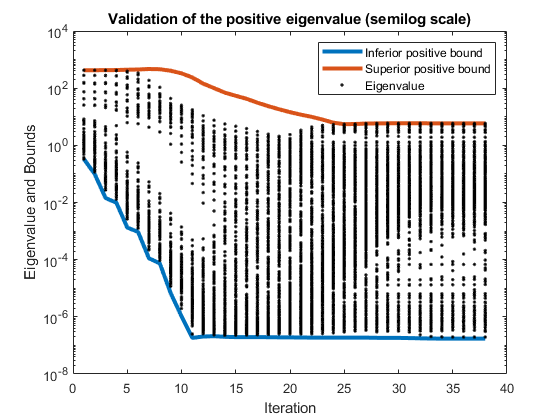 Validation of the positive eigenvalue (semilog scale)
Inferior positive bound
Superior positive bound
Eigenvalue
Eigenvalue and Bounds
10^4
10^2
10^0
10^-2
10^-4
10^-6
10^-8
0 5 10 15 20 25 30 35 40
Iteration